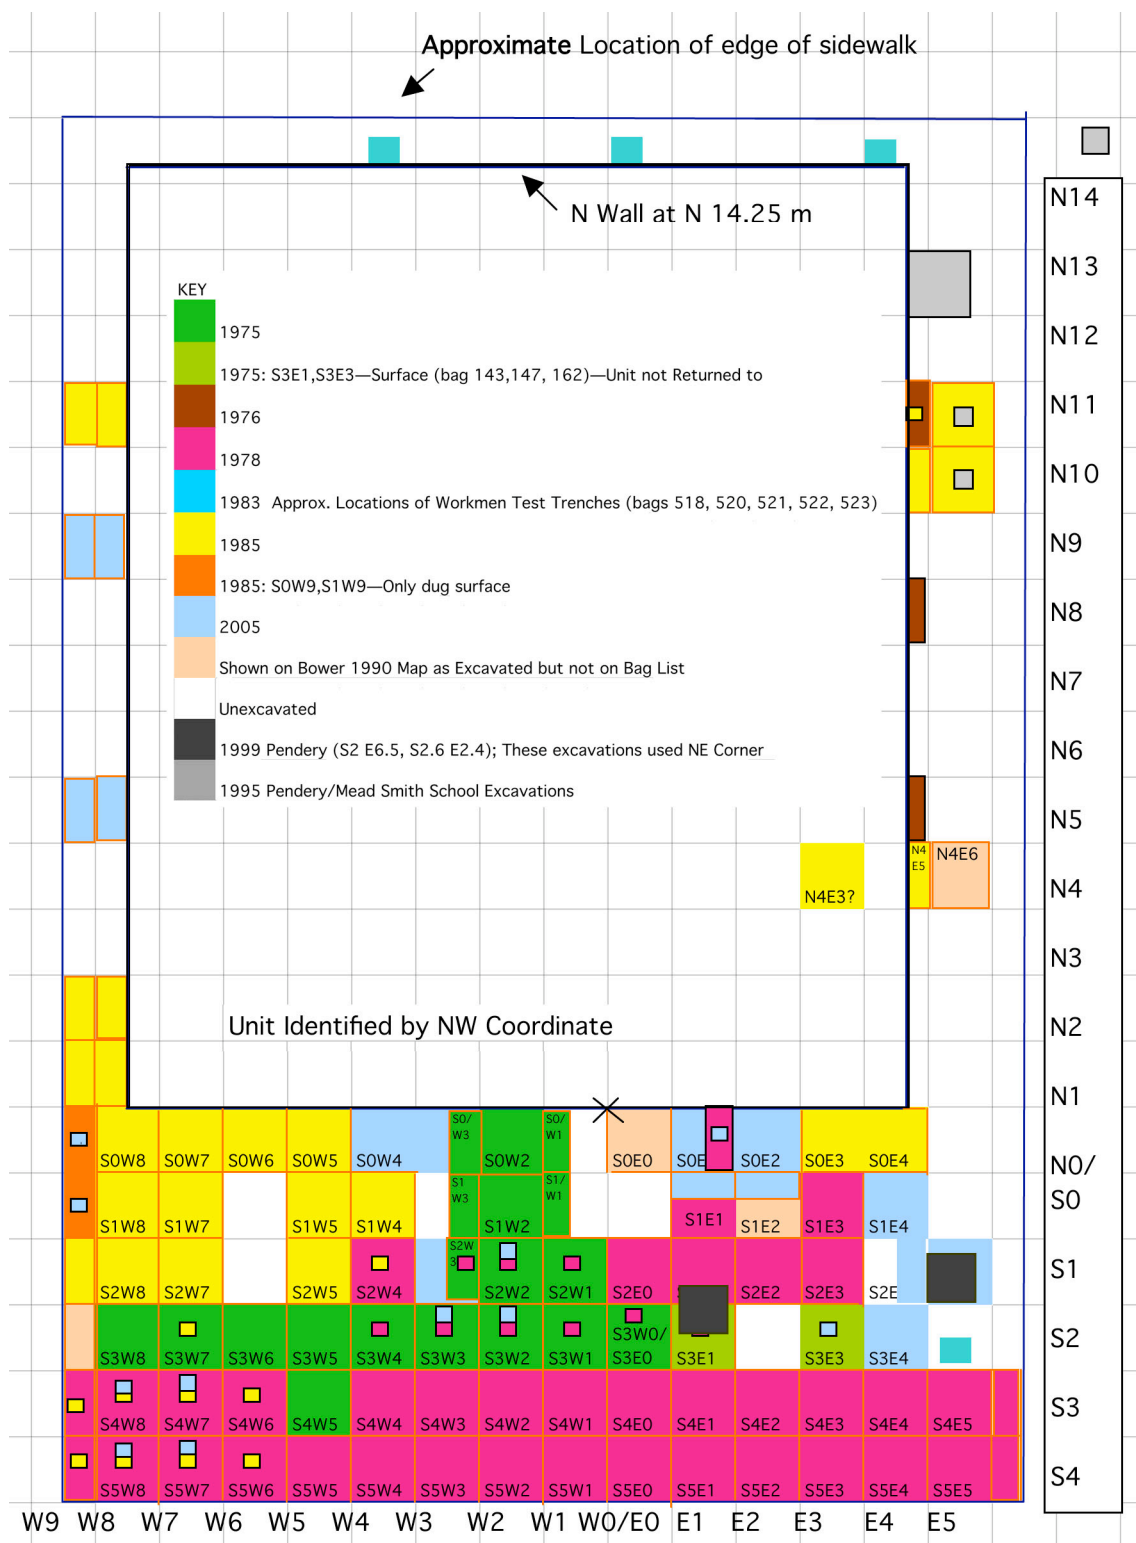 Approximate Location of edge of sidewalk
N Wall at N 14.25 m
KEY
1975
1975: S3E1,S3E3—Surface (bag 143,147, 162)—Unit not Returned to
1976
1978
1983 Approx. Locations of Workmen Test Trenches (bags 518, 520, 521, 522, 523)
1985
1985: S0W9,S1W9—Only dug surface
2005
Shown on Bower 1990 Map as Excavated but not on Bag List
Unexcavated
1999 Pendery (S2 E6.5, S2.6 E2.4); These excavations used NE Corner
1995 Pendery/Mead Smith School Excavations
N14
N13
N12
N11
N10
N9
N8
N7
N6
N5
N4
N3
N2
N1
N0/
S0
S1
S2
S3
S4
N4E3?
N4
E5
N4E6
Unit Identified by NW Coordinate
S0/
W3
S0/
W1
S0W8 S0W7 S0W6 S0W5 S0W4 S0W2 S0E0 S0E S0E2 S0E3 S0E4
S1
W3
S1/
W1
S1W8 S1W7 S1W5 S1W4 S1W2 S1E1 S1E2 S1E3 S1E4
S2W
3
S2W8 S2W7 S2W5 S2W4 S2W2 S2W1 S2E0 S2E2 S2E3 S2E
S3W0/
S3W8 S3W7 S3W6 S3W5 S3W4 S3W3 S3W2 S3W1 S3E0 S3E1 S3E3 S3E4
S4W8 S4W7 S4W6 S4W5 S4W4 S4W3 S4W2 S4W1 S4E0 S4E1 S4E2 S4E3 S4E4 S4E5
S5W8 S5W7 S5W6 S5W5 S5W4 S5W3 S5W2 S5W1 S5E0 S5E1 S5E2 S5E3 S5E4 S5E5
W9 W8 W7 W6 W5 W4 W3 W2 W1 W0/E0 E1 E2 E3 E4 E5